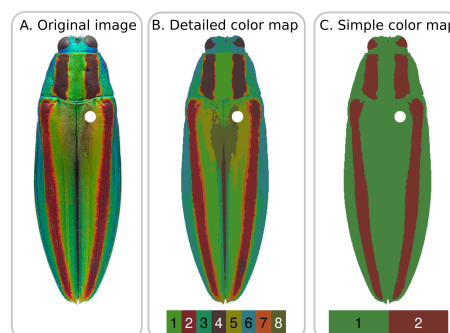 A. Original image
B. Detailed color map
C. Simple color map
1 2 3 4 5 6 7 8
1 2